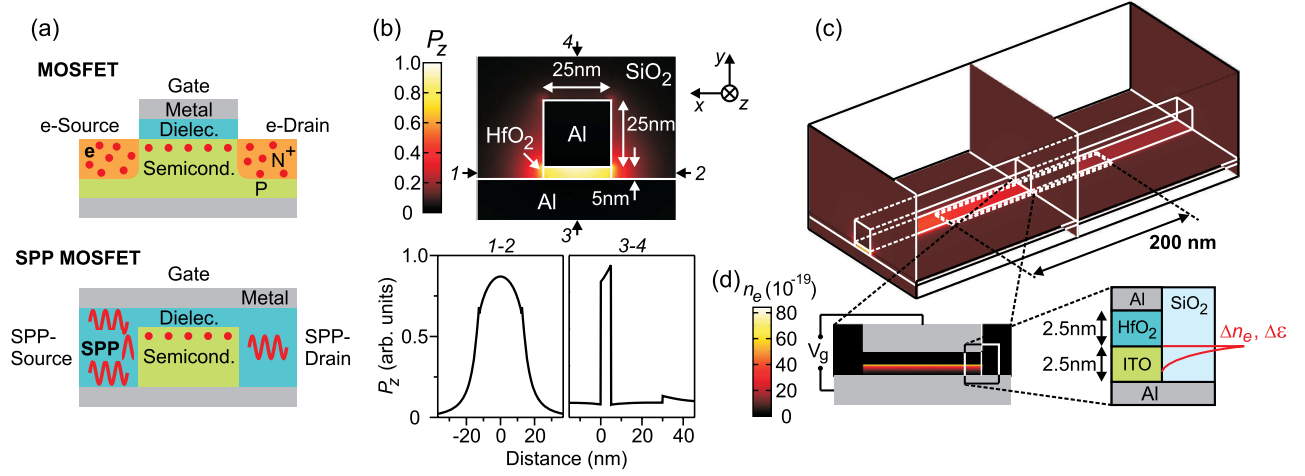 (a)
MOSFET
Gate
Metal
e-Source
Dielec.
e-Drain
e
Semicond.
N+
P
SPP MOSFET
Gate
Metal
Dielec.
SPP-
Source
SPP
Semicond.
SPP-
Drain
(b)
Pz
1.0
0.8
0.6
0.4
0.2
0
4
25nm
SiO2
Al
25nm
HfO2
1
2
Al
5nm
3
y
x
z
1-2
3-4
1.0
0.5
0
Pz (arb. units)
-20 0 20
0 20 40
Distance (nm)
(c)
200 nm
(d)
ne (10-19)
80
60
40
20
0
Vg
Al
SiO2
2.5nm
HfO2
Δne, Δε
2.5nm
ITO
Al